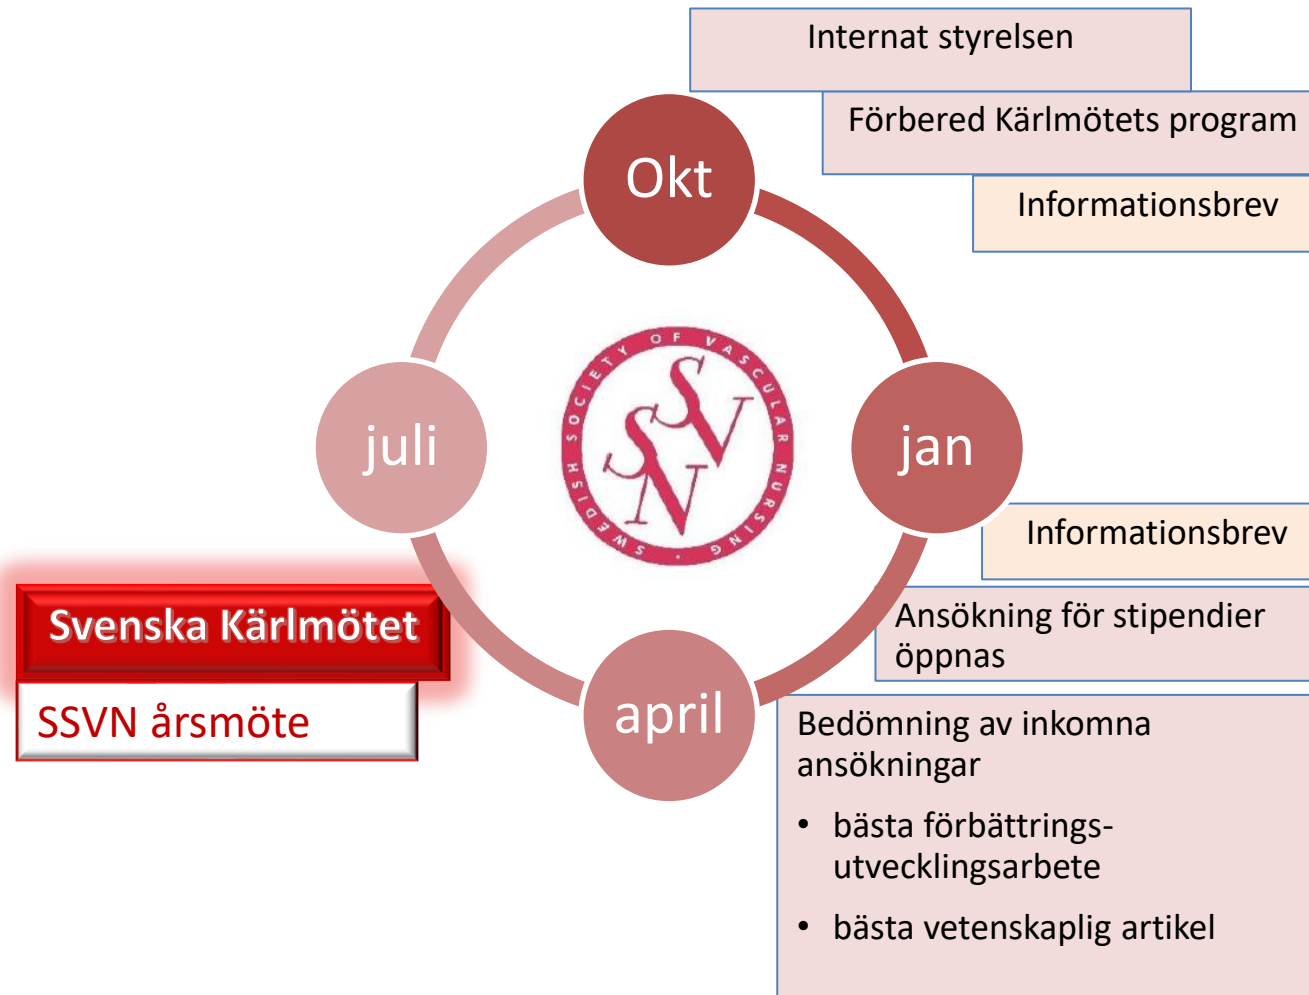 Internat styrelsen
Förbered Kärlmötets program
Informationsbrev
Okt
juli
SWEDISH SOCIETY OF VASCULAR NURSING ·
SSVN
jan
Informationsbrev
Ansökning för stipendier
öppnas
Svenska Kärlmötet
SSVN årsmöte
april
Bedömning av inkomna
ansökningar
• bästa förbättrings-
utvecklingsarbete
• bästa vetenskaplig artikel